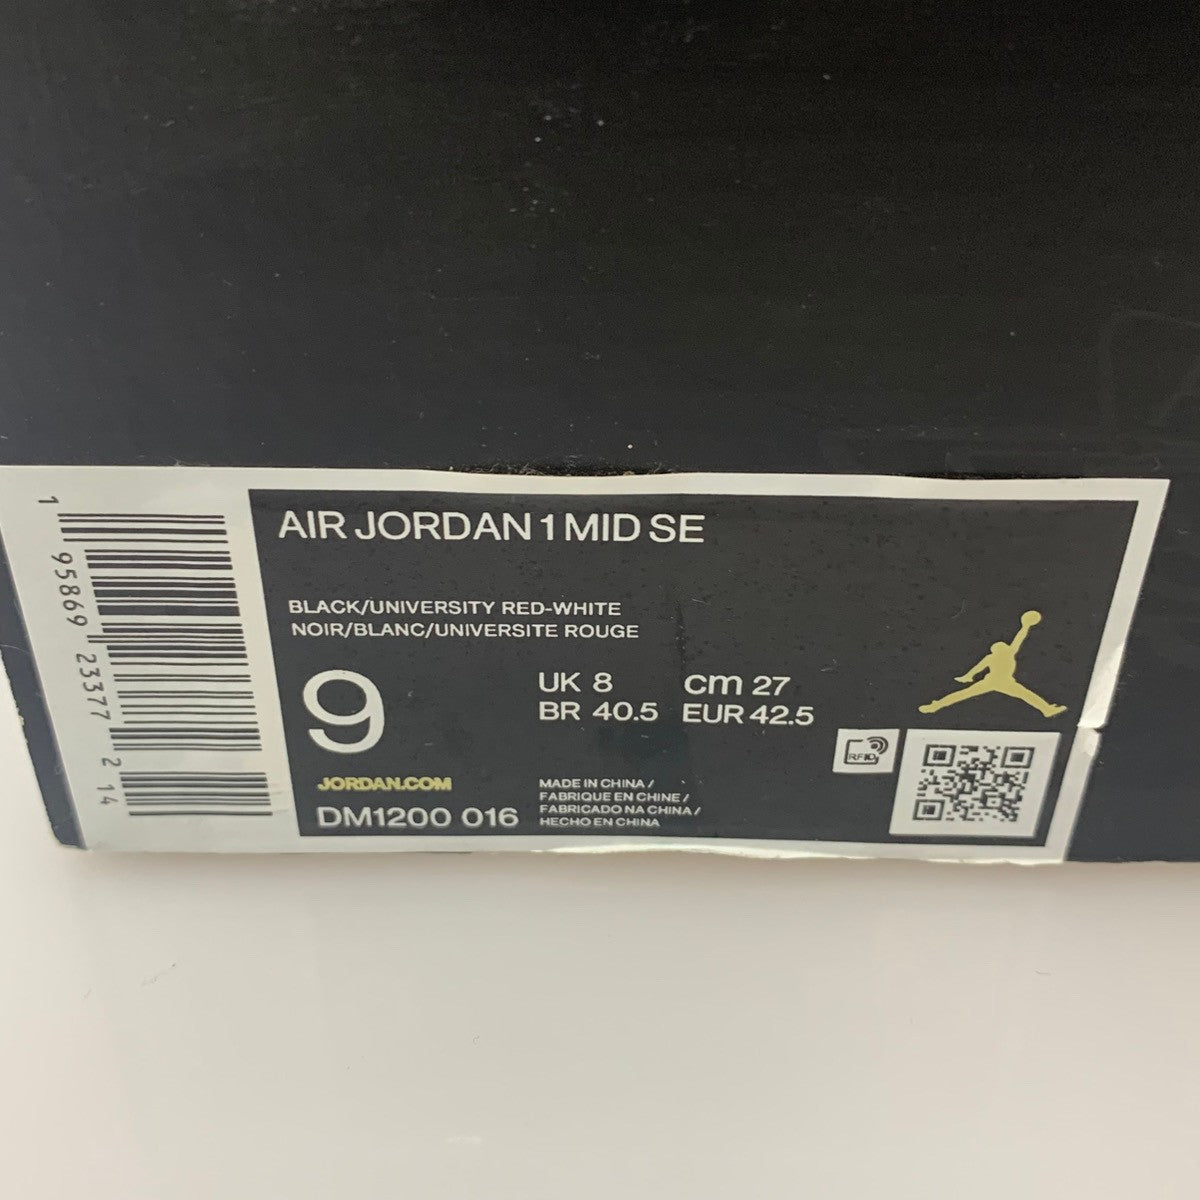 AIR JORDAN 1 MID SE
BLACK/UNIVERSITY RED-WHITE
NOIR/BLANC/UNIVERSITE ROUGE
9
UK 8
cm 27
BR 40.5
EUR 42.5
JORDAN.COM
DM1200 016
MADE IN CHINA /
FABRIQUE EN CHINE /
FABRICADO NA CHINA /
HECHO EN CHINA
RFID
1 95869 23377 2 14